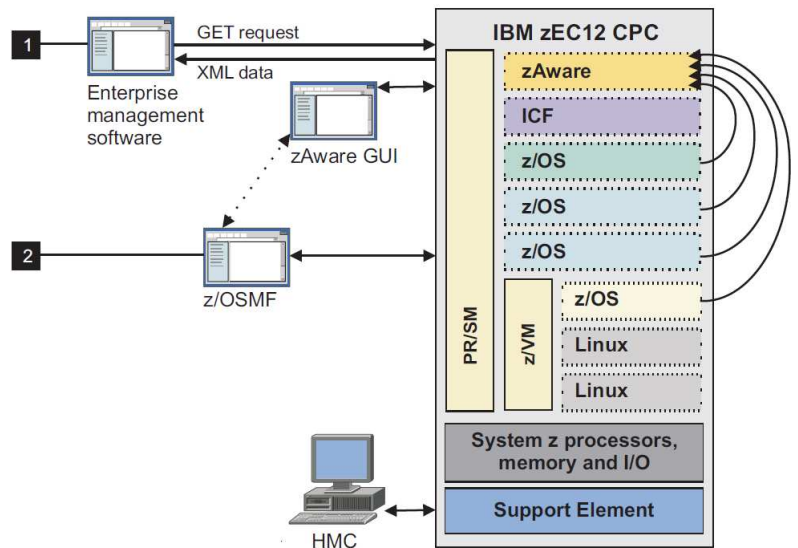 IBM zEC12 CPC
1
GET request
XML data
Enterprise
management
software
zAware GUI
2
z/OSMF
HMC
PR/SM
zAware
ICF
z/OS
z/OS
z/OS
z/VM
z/OS
Linux
Linux
System z processors,
memory and I/O
Support Element